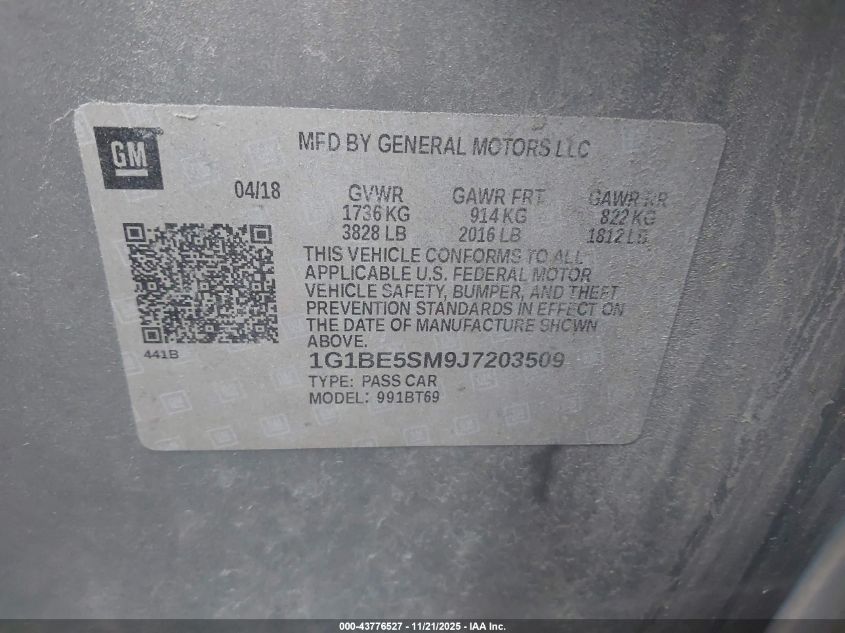 GM
MFD BY GENERAL MOTORS LLC
04/18 GVWR GAWR FRT GAWR RR
1736 KG 914 KG 822 KG
3828 LB 2016 LB 1812 LB
THIS VEHICLE CONFORMS TO ALL
APPLICABLE U.S. FEDERAL MOTOR
VEHICLE SAFETY, BUMPER, AND THEFT
PREVENTION STANDARDS IN EFFECT ON
THE DATE OF MANUFACTURE SHOWN
ABOVE.
441B
1G1BE5SM9J7203509
TYPE: PASS CAR
MODEL: 991BT69
000-43776527 - 11/21/2025 - IAA Inc.